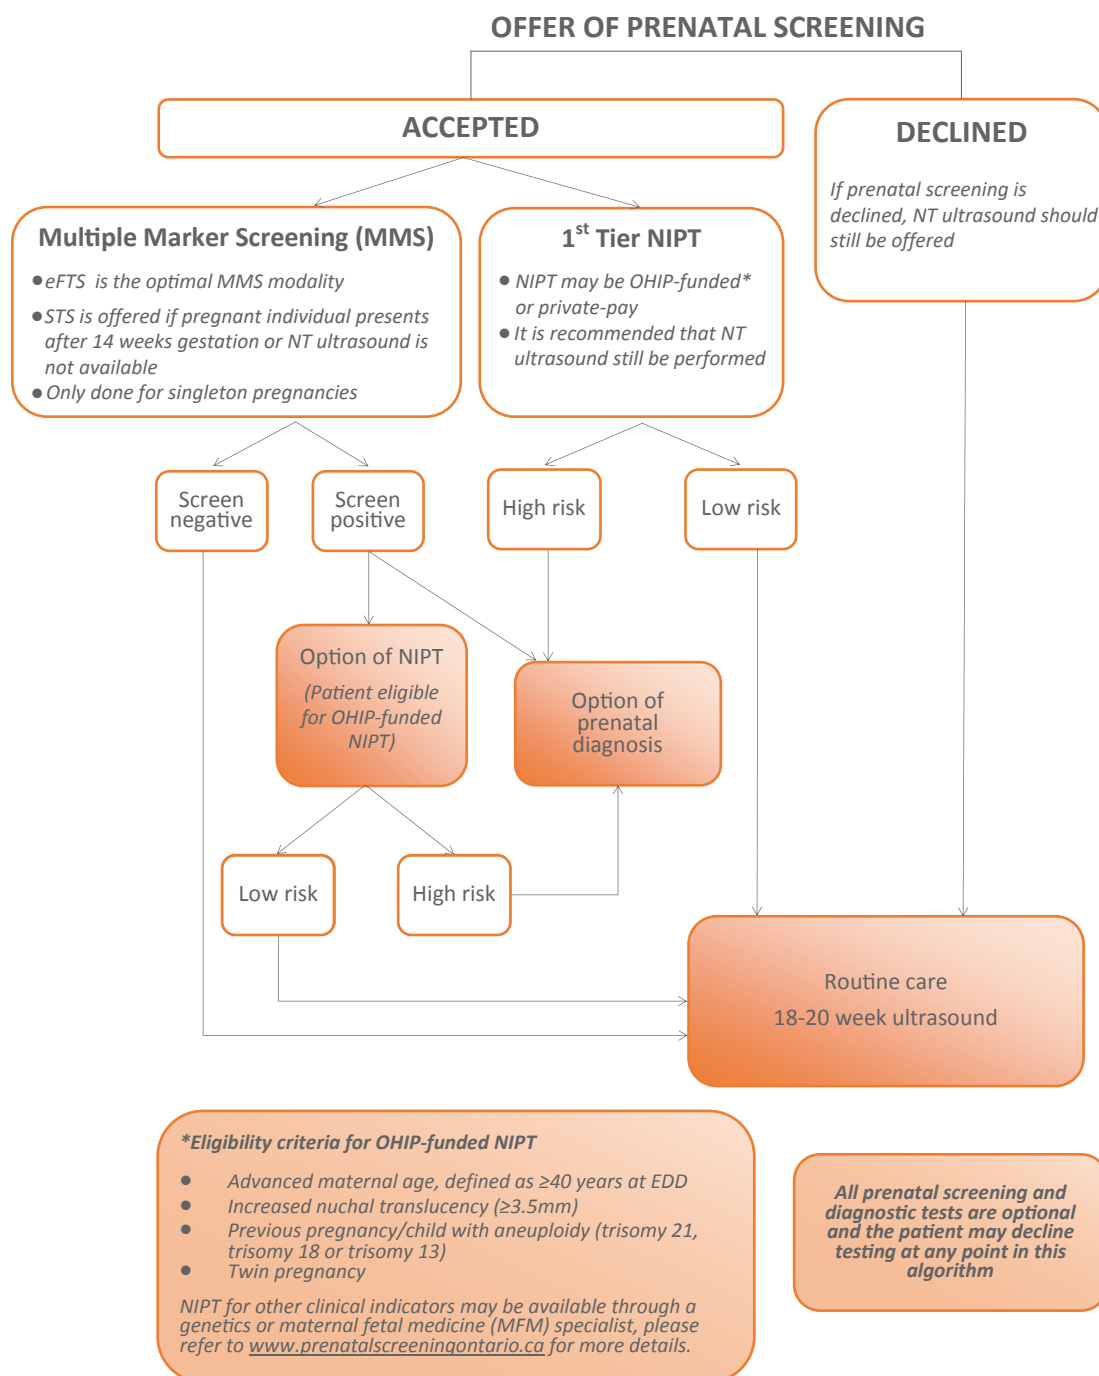 OFFER OF PRENATAL SCREENING
ACCEPTED
DECLINED
If prenatal screening is
declined, NT ultrasound should
still be offered
Multiple Marker Screening (MMS)
● eFTS is the optimal MMS modality
● STS is offered if pregnant individual presents
after 14 weeks gestation or NT ultrasound is
not available
● Only done for singleton pregnancies
1st Tier NIPT
● NIPT may be OHIP-funded*
or private-pay
● It is recommended that NT
ultrasound still be performed
Screen
negative
Screen
positive
High risk
Low risk
Option of NIPT
(Patient eligible
for OHIP-funded
NIPT)
Option of
prenatal
diagnosis
Low risk
High risk
Routine care
18-20 week ultrasound
*Eligibility criteria for OHIP-funded NIPT
● Advanced maternal age, defined as ≥40 years at EDD
● Increased nuchal translucency (≥3.5mm)
● Previous pregnancy/child with aneuploidy (trisomy 21,
trisomy 18 or trisomy 13)
● Twin pregnancy
NIPT for other clinical indicators may be available through a
genetics or maternal fetal medicine (MFM) specialist, please
refer to www.prenatalscreeningontario.ca for more details.
All prenatal screening and
diagnostic tests are optional
and the patient may decline
testing at any point in this
algorithm